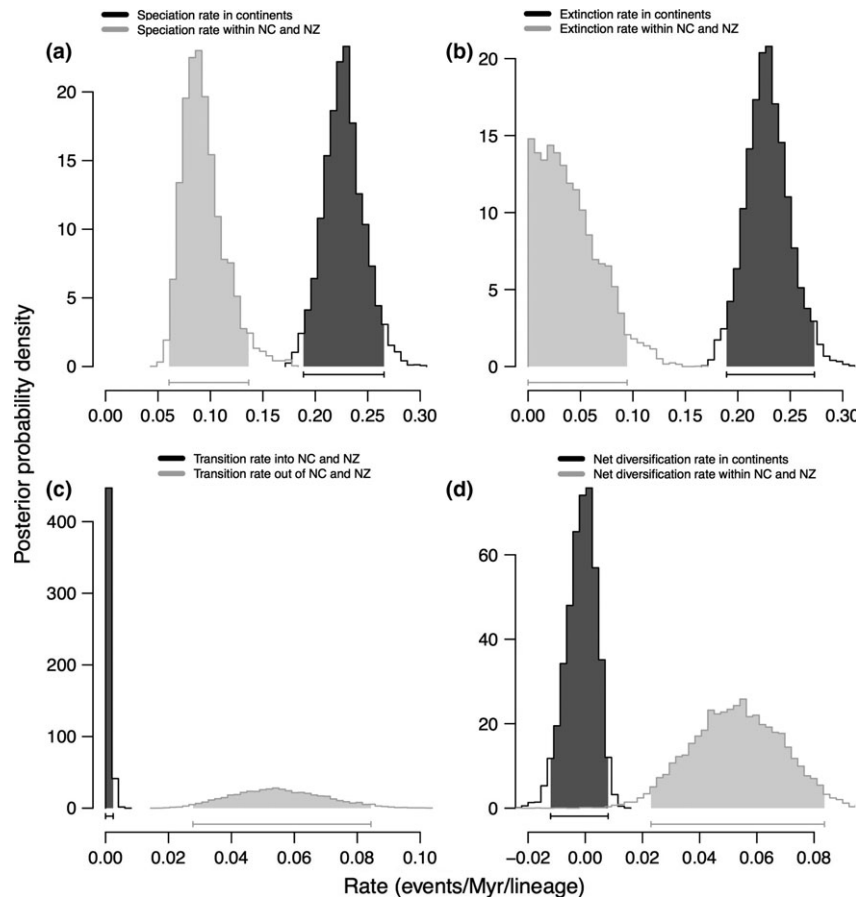 Speciation rate in continents
Speciation rate within NC and NZ
(a)
20
15
10
5
0
0.00 0.05 0.10 0.15 0.20 0.25 0.30
Extinction rate in continents
Extinction rate within NC and NZ
(b)
20
15
10
5
0
0.00 0.05 0.10 0.15 0.20 0.25 0.30
Posterior probability density
Transition rate into NC and NZ
Transition rate out of NC and NZ
(c)
400
300
200
100
0
0.00 0.02 0.04 0.06 0.08 0.10
Net diversification rate in continents
Net diversification rate within NC and NZ
(d)
60
40
20
0
−0.02 0.00 0.02 0.04 0.06 0.08
Rate (events/Myr/lineage)